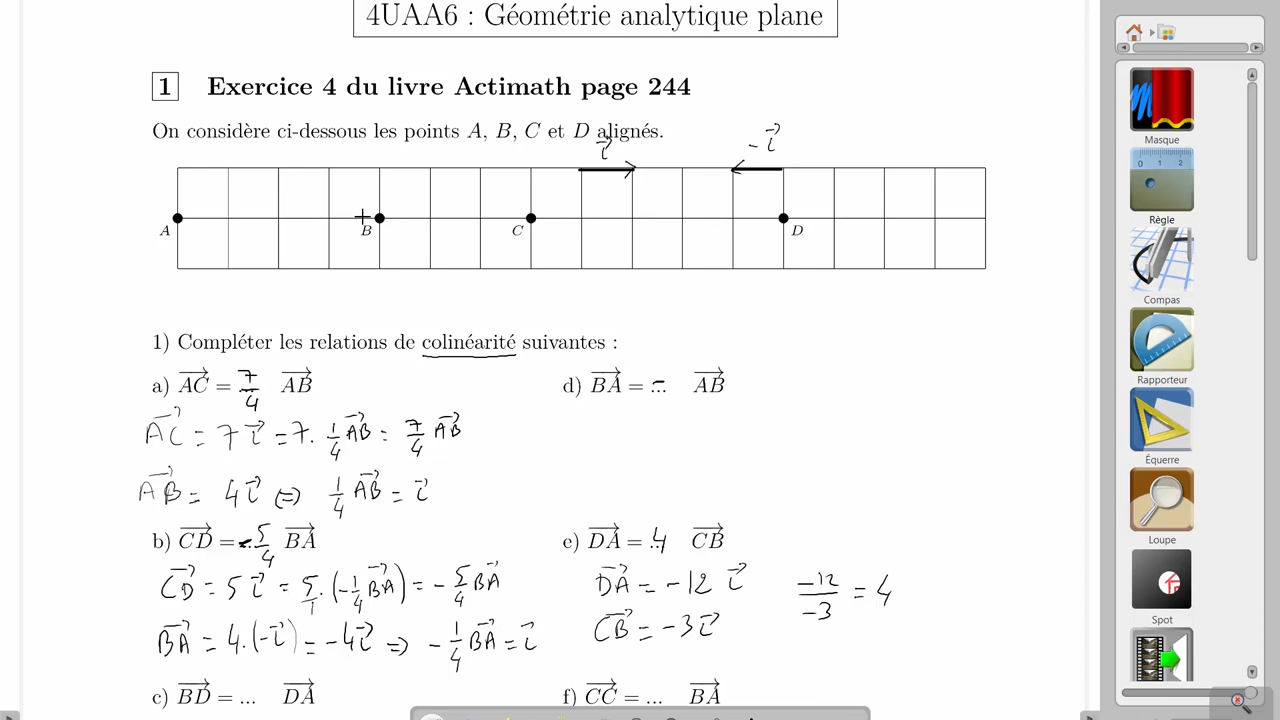 4UAA6 : Géométrie analytique plane
1 Exercice 4 du livre Actimath page 244
On considère ci-dessous les points A, B, C et D alignés.
i⃗ -i⃗
A B C D
1) Compléter les relations de colinéarité suivantes :
a) AC⃗ = 7/4 AB⃗
AC⃗ = 7i⃗ = 7. 1/4 AB⃗ = 7/4 AB⃗
AB⃗ = 4i⃗ ⇔ 1/4 AB⃗ = i⃗
b) CD⃗ = -5/4 BA⃗
CD⃗ = 5i⃗ = 5/1 . (-1/4 BA⃗) = -5/4 BA⃗
BA⃗ = 4.(-i⃗) = -4i⃗ => -1/4 BA⃗ = i⃗
c) BD⃗ = ... DA⃗
d) BA⃗ = -... AB⃗
e) DA⃗ = 4 CB⃗
DA⃗ = -12 i⃗
CB⃗ = -3i⃗
-12/-3 = 4
f) CC⃗ = ... BA⃗
Masque
0 1 2
Règle
Compas
Rapporteur
Équerre
Loupe
Spot